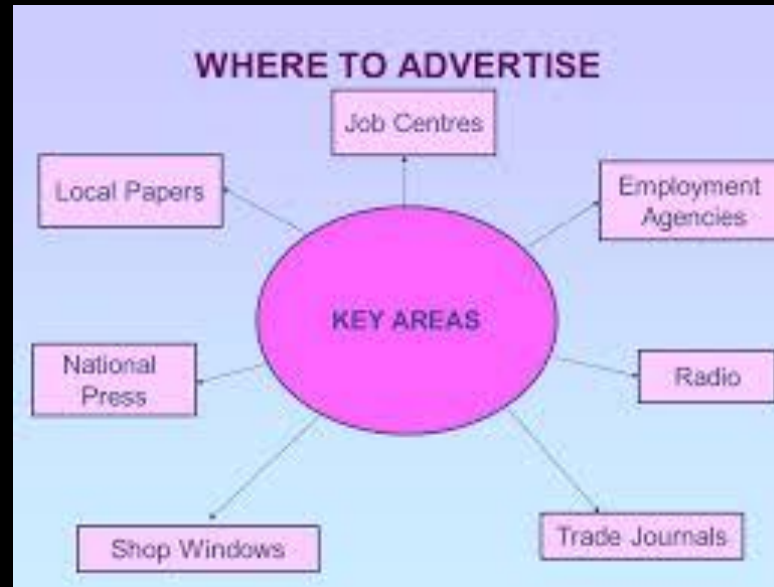 WHERE TO ADVERTISE
Job Centres
Local Papers
Employment
Agencies
KEY AREAS
National
Press
Radio
Shop Windows
Trade Journals